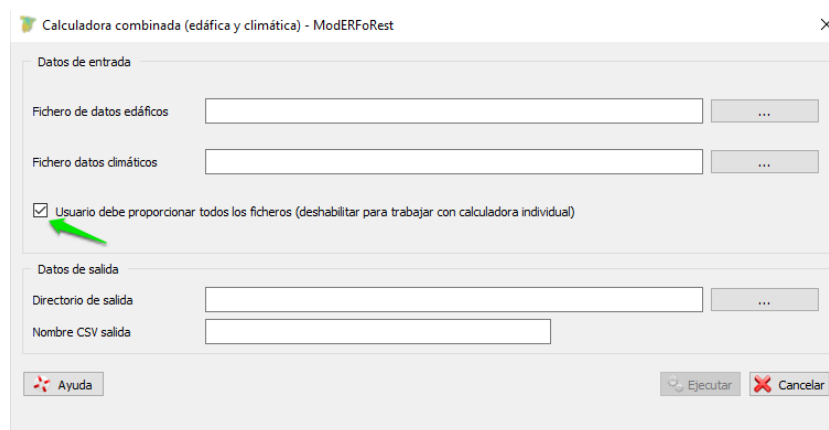 Calculadora combinada (edáfica y climática) - ModERFoRest
Datos de entrada
Fichero de datos edáficos
...
Fichero datos climáticos
...
Usuario debe proporcionar todos los ficheros (deshabilitar para trabajar con calculadora individual)
Datos de salida
Directorio de salida
...
Nombre CSV salida
Ayuda
Ejecutar
Cancelar